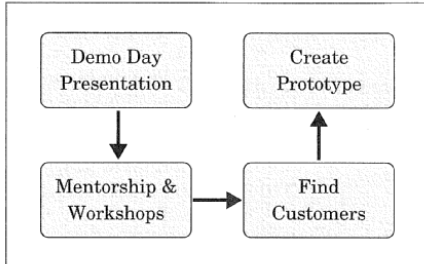 Demo Day
Presentation
Create
Prototype
Mentorship &
Workshops
Find
Customers